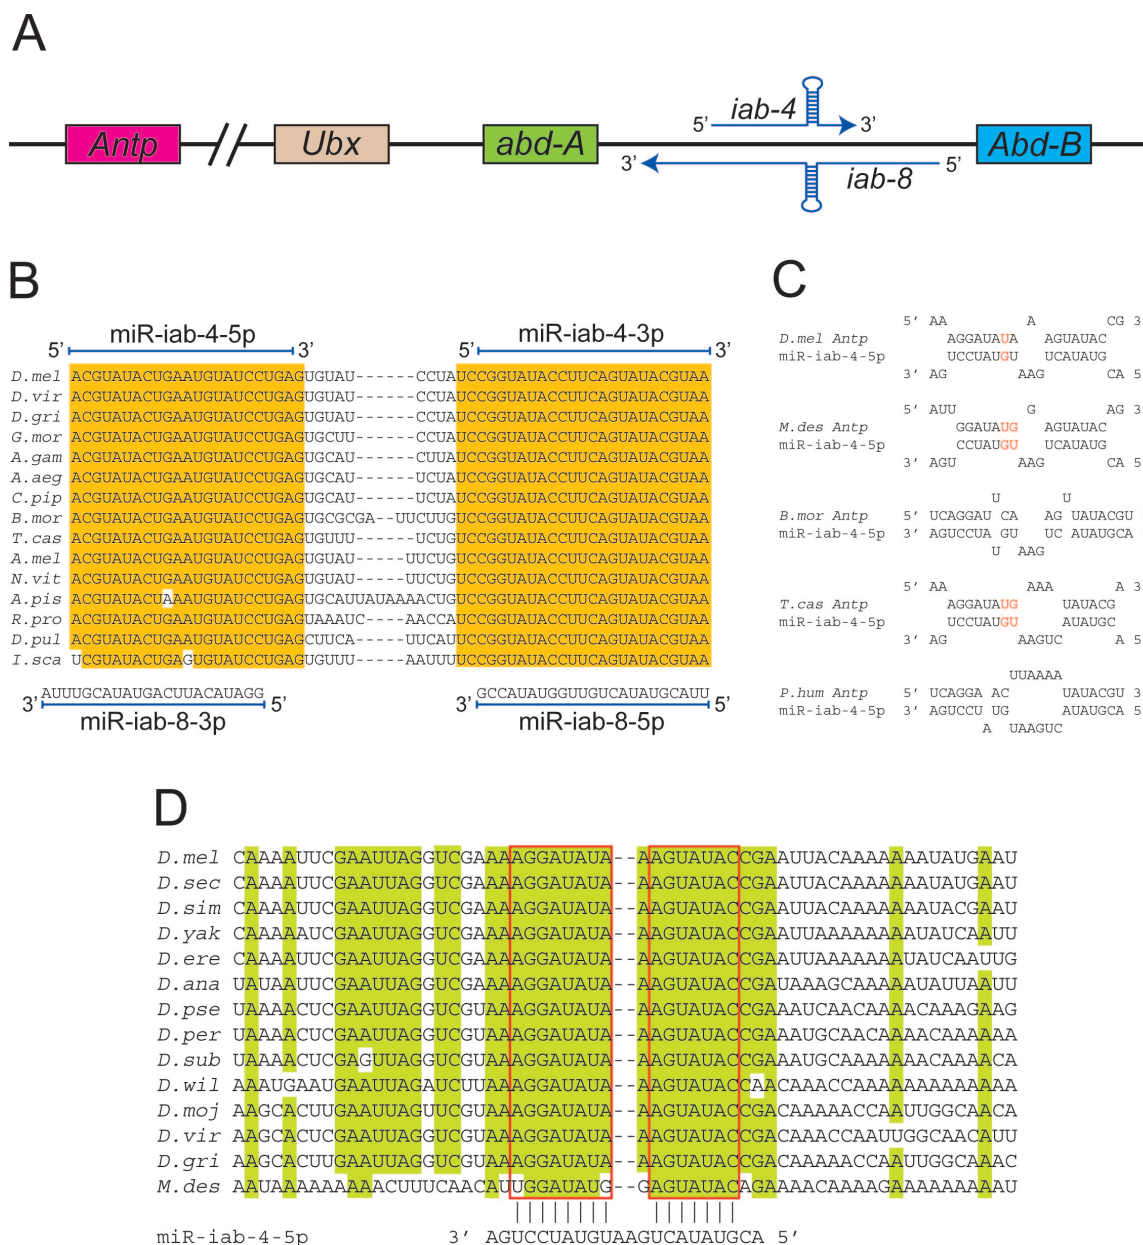 A
Antp
Ubx
abd-A
5’ iab-4 3’
3’ iab-8 5’
Abd-B
B
miR-iab-4-5p miR-iab-4-3p
5’ 3’ 5’ 3’
D.mel ACGUAUACUGAAUGUAUCCUGAGUGUAU------CCUAUCCGGUAUACCUUCAGUAUACGUAA
D.vir ACGUAUACUGAAUGUAUCCUGAGUGUAU------CCUAUCCGGUAUACCUUCAGUAUACGUAA
D.gri ACGUAUACUGAAUGUAUCCUGAGUGUAU------CCUAUCCGGUAUACCUUCAGUAUACGUAA
G.mor ACGUAUACUGAAUGUAUCCUGAGUGCUU------CCUAUCCGGUAUACCUUCAGUAUACGUAA
A.gam ACGUAUACUGAAUGUAUCCUGAGUGCAU------CUUAUCCGGUAUACCUUCAGUAUACGUAA
A.aeg ACGUAUACUGAAUGUAUCCUGAGUGCAU------UCUAUCCGGUAUACCUUCAGUAUACGUAA
C.pip ACGUAUACUGAAUGUAUCCUGAGUGCAU------UCUAUCCGGUAUACCUUCAGUAUACGUAA
B.mor ACGUAUACUGAAUGUAUCCUGAGUGCGCGA--UUCUUGUCCGGUAUACCUUCAGUAUACGUAA
T.cas ACGUAUACUGAAUGUAUCCUGAGUGUUU-----UCUGUCCGGUAUACCUUCAGUAUACGUAA
A.mel ACGUAUACUGAAUGUAUCCUGAGUGUAU-----UUCUGUCCGGUAUACCUUCAGUAUACGUAA
N.vit ACGUAUACUGAAUGUAUCCUGAGUGUAU-----UUCUGUCCGGUAUACCUUCAGUAUACGUAA
A.pis ACGUAUACUAAAUGUAUCCUGAGUGCAUUAUAAAACUGUCCGGUAUACCUUCAGUAUACGUAA
R.pro ACGUAUACUGAAUGUAUCCUGAGUAAAUC----AACCAUCCGGUAUACCUUCAGUAUACGUAA
D.pul ACGUAUACUGAAUGUAUCCUGAGCUUCA-----UUCAUUCCGGUAUACCUUCAGUAUACGUAA
I.sca UCGUAUACUGAGUGUAUCCUGAGUGUUU-----AAUUUUCCGGUAUACCUUCAGUAUACGUAA
3’ AUUUGCAUAUGACUUACAUAGG 5’ 3’ GCCAUAUGGUUGUCAUAUGCAUU 5’
miR-iab-8-3p miR-iab-8-5p
C
5’ AA A CG 3
D.mel Antp AGGAUAUA AGUAUAC
miR-iab-4-5p UCCUAUGU UCAUAUG
3’ AG AAG CA 5
5’ AUU G AG 3
M.des Antp GGAUAUG AGUAUAC
miR-iab-4-5p CCUAUGU UCAUAUG
3’ AGU AAG CA 5
U U
B.mor Antp 5’ UCAGGAU CA AG UAUACGU
miR-iab-4-5p 3’ AGUCCUA GU UC AUAUGCA
U AAG
5’ AA AAA A 3
T.cas Antp AGGAUAUG UAUACG
miR-iab-4-5p UCCUAUGU AUAUGC
3’ AG AAGUC A 5
UUAAAA
P.hum Antp 5’ UCAGGA AC UAUACGU 3
miR-iab-4-5p 3’ AGUCCU UG AUAUGCA 5
A UAAGUC
D
D.mel CAAAAUUCGAAUUAGGUCGAAAAGGAUAUA--AAGUAUACCGAAUUACAAAAAAAUAUGAAU
D.sec CAAAAUUCGAAUUAGGUCGAAAAGGAUAUA--AAGUAUACCGAAUUACAAAAAAAUAUGAAU
D.sim CAAAAUUCGAAUUAGGUCGAAAAGGAUAUA--AAGUAUACCGAAUUACAAAAAAAUACGAAU
D.yak CAAAAAUCGAAUUAGGUCGAAAAGGAUAUA--AAGUAUACCGAAUUAAAAAAAAUAUCAAUU
D.ere CAAAAUUCGAAUUAGGUCGAAAAGGAUAUA--AAGUAUACCGAAUUAAAAAAAUAUCAAUUG
D.ana UAUAAUUCGAAUUAGGUCGUAAAGGAUAUA--AAGUAUACCGAUAAAGCAAAAAUAUUAAUU
D.pse UAAAACUCGAAUUAGGUCGUAAAGGAUAUA--AAGUAUACCGAAAUCAACAAAACAAAGAAG
D.per UAAAACUCGAAUUAGGUCGUAAAGGAUAUA--AAGUAUACCGAAAUGCAACAAAACAAAAAA
D.sub UAAAACUCGAGUUAGGUCGUAAAGGAUAUA--AAGUAUACCGAAAUGCAAAAAAACAAAACA
D.wil AAAUGAAUGAAUUAGAUCUUAAAGGAUAUA--AAGUAUACCAACAAACCAAAAAAAAAAAAA
D.moj AAGCACUUGAAUUAGUUCGUAAAGGAUAUA--AAGUAUACCGACAAAAACCAAUUGGCAACA
D.vir AAGCACUCGAAUUAGGUCGUAAAGGAUAUA--AAGUAUACCGACAAACCAAUUGGCAACAUU
D.gri AAGCACUUGAAUUAGGUCGUAAAGGAUAUA--AAGUAUACCGACAAAAACCAAUUGGCAAAC
M.des AAUAAAAAAAAACUUUCAACAUUGGAUAUG--GAGUAUACAGAAAACAAAAGAAAAAAAAAU
miR-iab-4-5p 3’ AGUCCUAUGUAAGUCAUAUGCA 5’